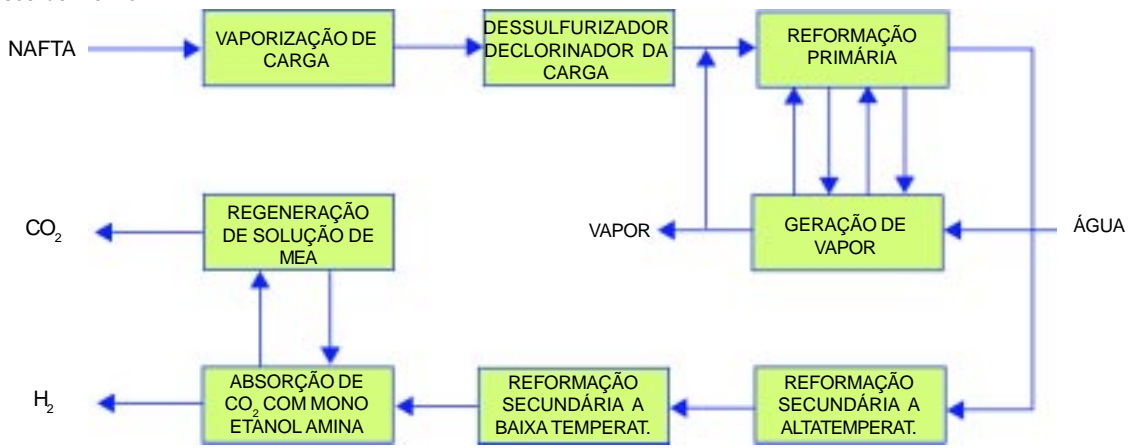 NAFTA
VAPORIZAÇÃO DE
CARGA
DESSULFURIZADOR
DECLORINADOR DA
CARGA
REFORMAÇÃO
PRIMÁRIA
CO₂
REGENERAÇÃO
DE SOLUÇÃO DE
MEA
VAPOR
GERAÇÃO DE
VAPOR
ÁGUA
H₂
ABSORÇÃO DE
CO₂ COM MONO
ETANOL AMINA
REFORMAÇÃO
SECUNDÁRIA A
BAIXA TEMPERAT.
REFORMAÇÃO
SECUNDÁRIA A
ALTATEMPERAT.